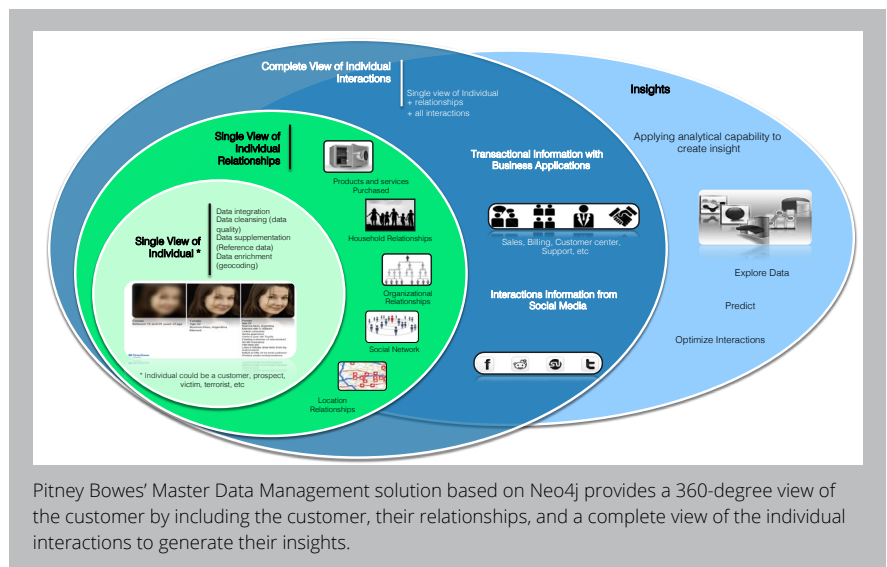 Complete View of Individual
Interactions
Single view of Individual
+ relationships
+ all interactions
Insights
Applying analytical capability to
create insight
Single View of
Individual
Relationships
Transactional Information with
Business Applications
Products and services
Purchased
Data integration
Data cleansing (data
quality)
Data supplementation
(Reference data)
Data enrichment
(geocoding)
Single View of
Individual *
Household Relationships
Sales, Billing, Customer center,
Support, etc
Explore Data
Organizational
Relationships
Interactions Information from
Social Media
Predict
Social Network
Optimize Interactions
* Individual could be a customer, prospect,
victim, terrorist, etc
Location
Relationships
Pitney Bowes’ Master Data Management solution based on Neo4j provides a 360-degree view of
the customer by including the customer, their relationships, and a complete view of the individual
interactions to generate their insights.